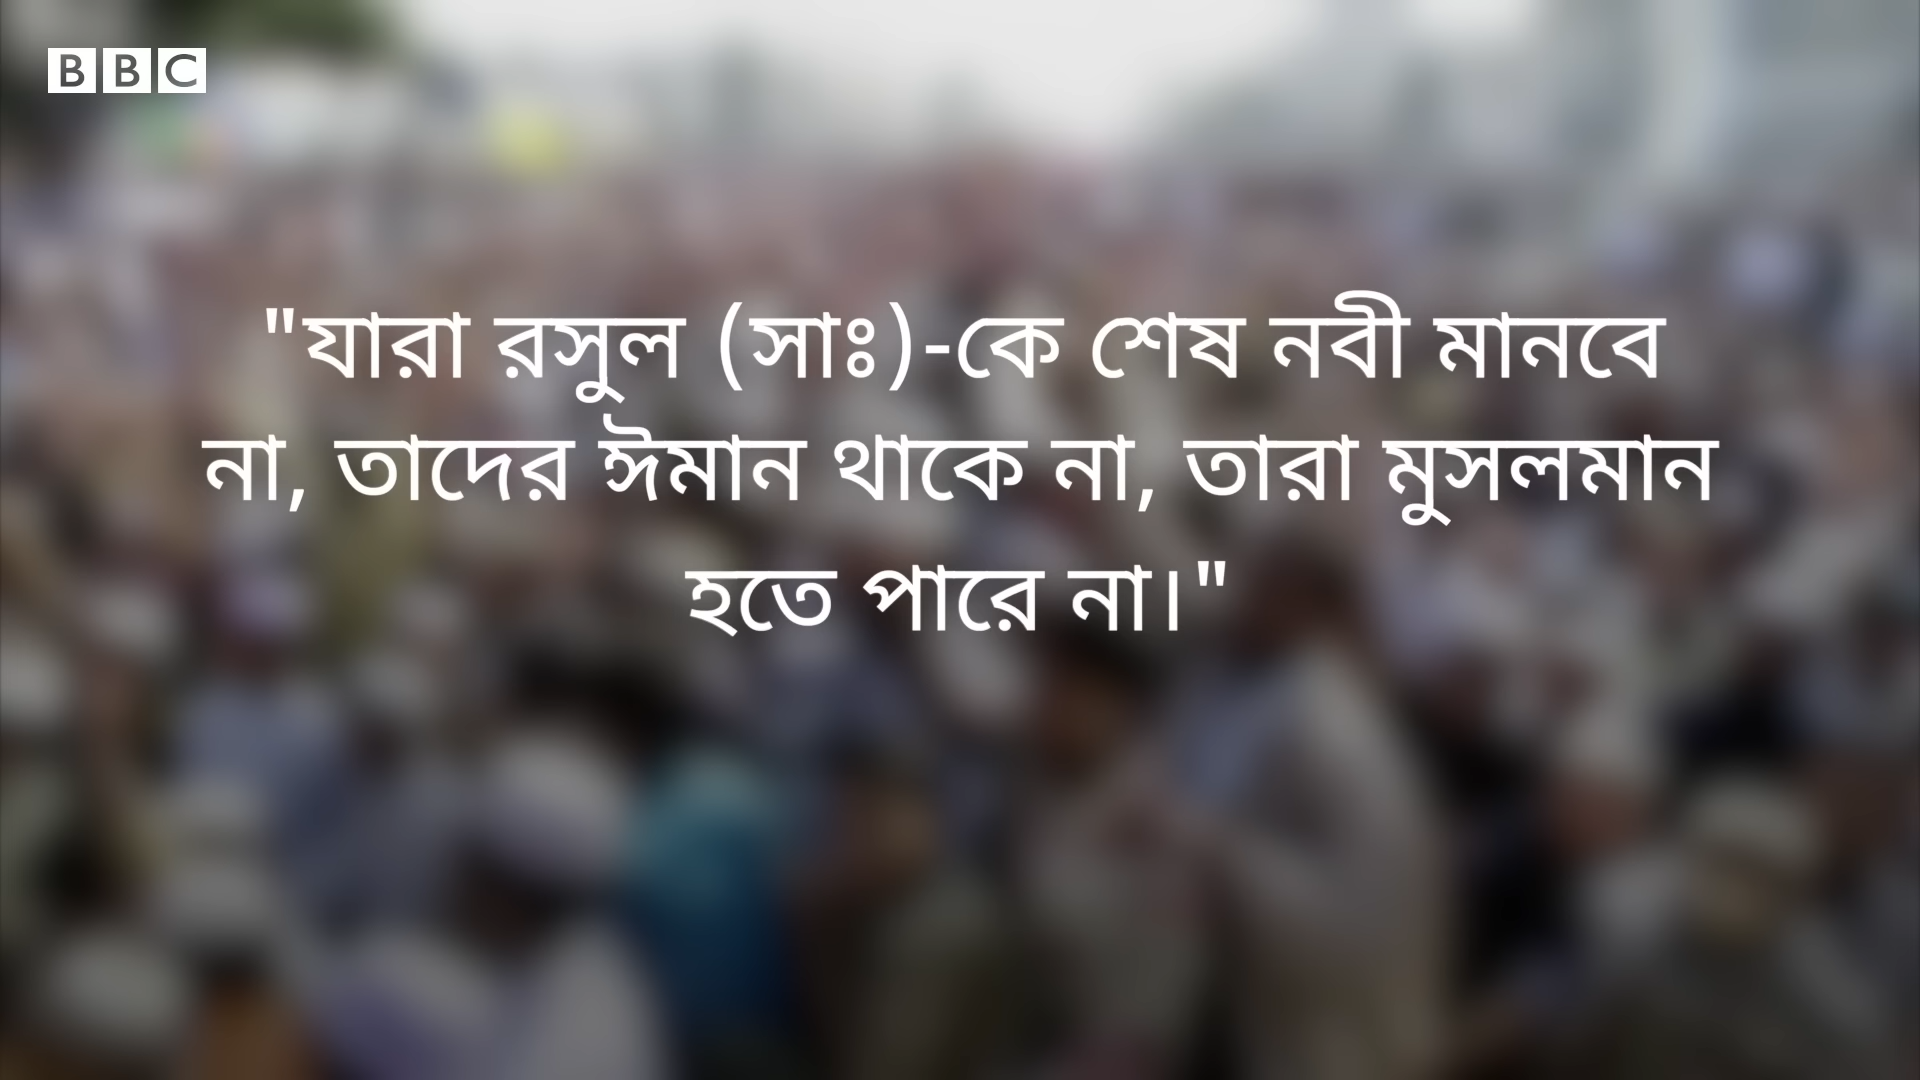 BBC
"যারা রসুল (সাঃ)-কে শেষ নবী মানবে
না, তাদের ঈমান থাকে না, তারা মুসলমান
হতে পারে না।"